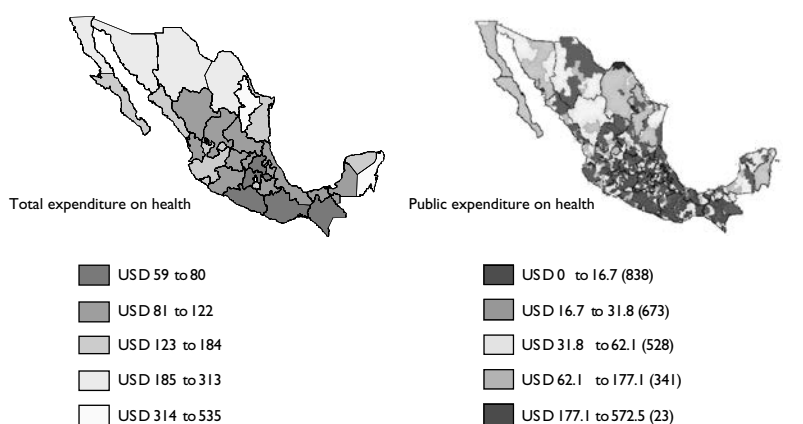 Total expenditure on health
USD 59 to 80
USD 81 to 122
USD 123 to 184
USD 185 to 313
USD 314 to 535
Public expenditure on health
USD 0 to 16.7 (838)
USD 16.7 to 31.8 (673)
USD 31.8 to 62.1 (528)
USD 62.1 to 177.1 (341)
USD 177.1 to 572.5 (23)